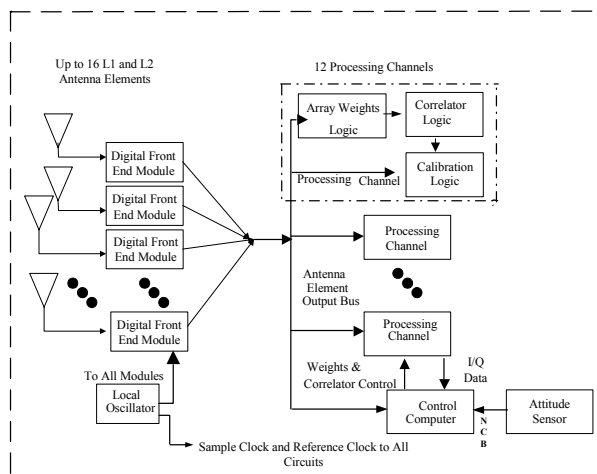 Up to 16 L1 and L2
Antenna Elements
12 Processing Channels
Array Weights
Logic
Correlator
Logic
Calibration
Logic
Processing Channel
Digital Front
End Module
Digital Front
End Module
Digital Front
End Module
Digital Front
End Module
Processing
Channel
Antenna
Element
Output Bus
Processing
Channel
To All Modules
Local
Oscillator
Weights &
Correlator Control
I/Q
Data
Control
Computer
N
C
B
Attitude
Sensor
Sample Clock and Reference Clock to All
Circuits